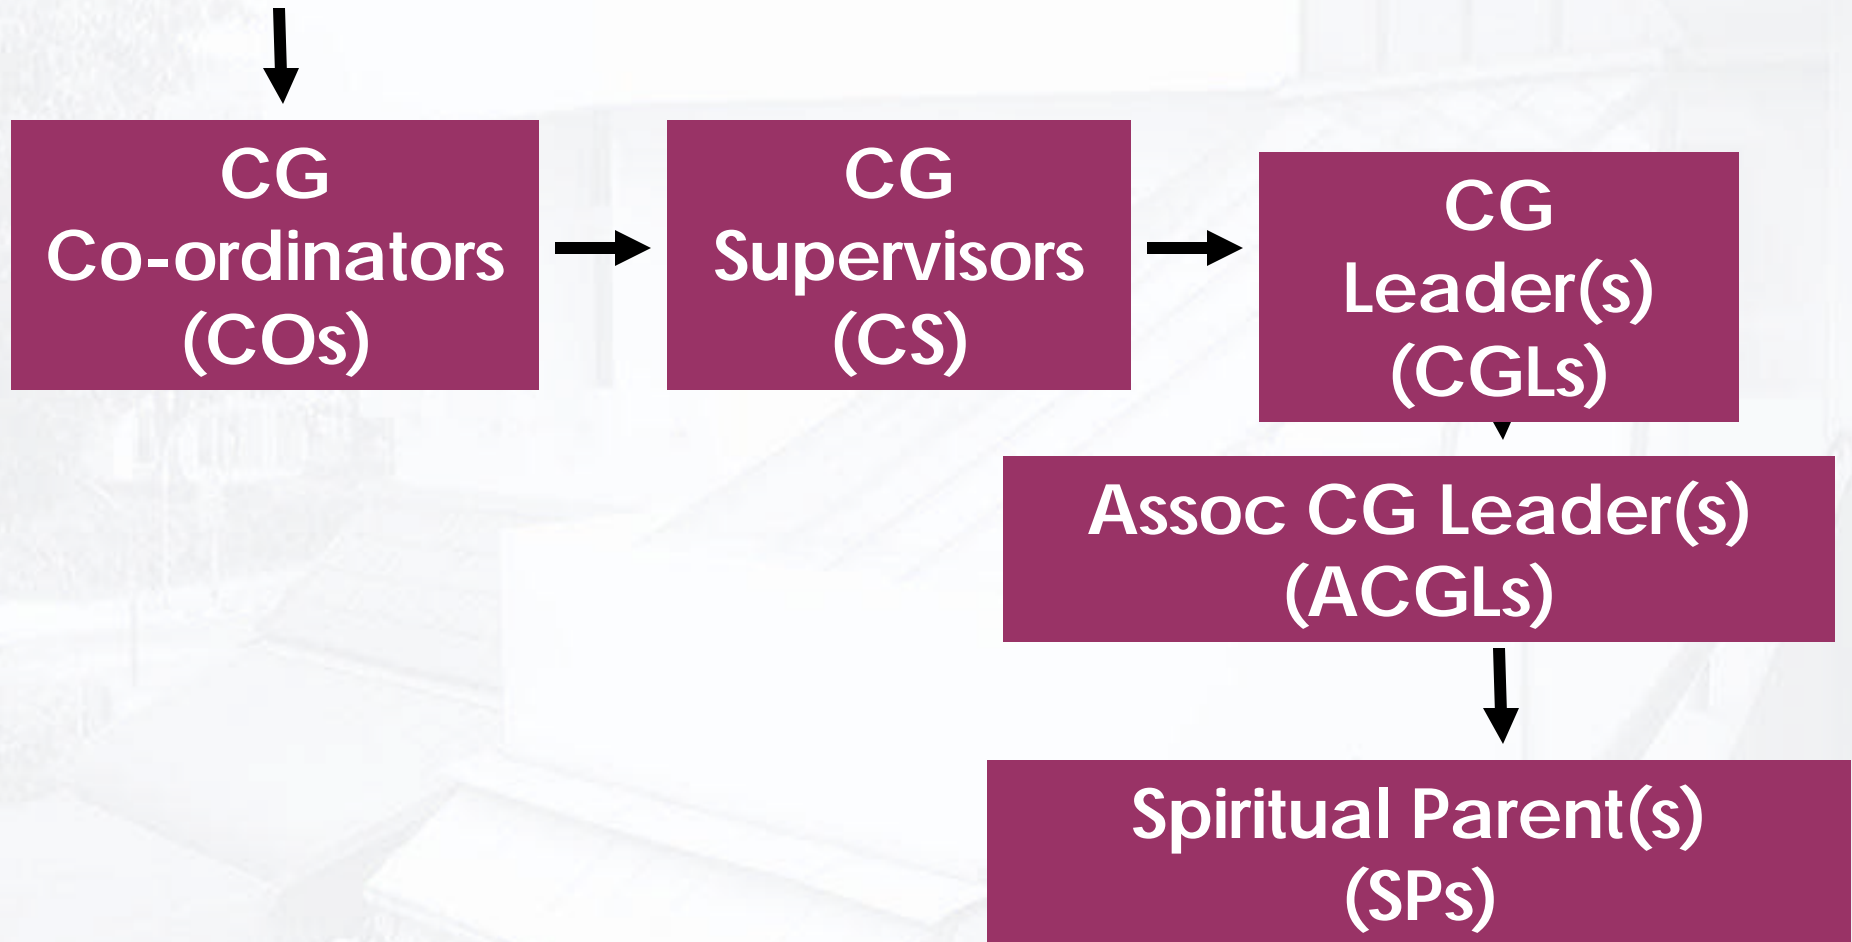 CG
Co-ordinators
(COs)
CG
Supervisors
(CS)
CG
Leader(s)
(CGLs)
Assoc CG Leader(s)
(ACGLs)
Spiritual Parent(s)
(SPs)